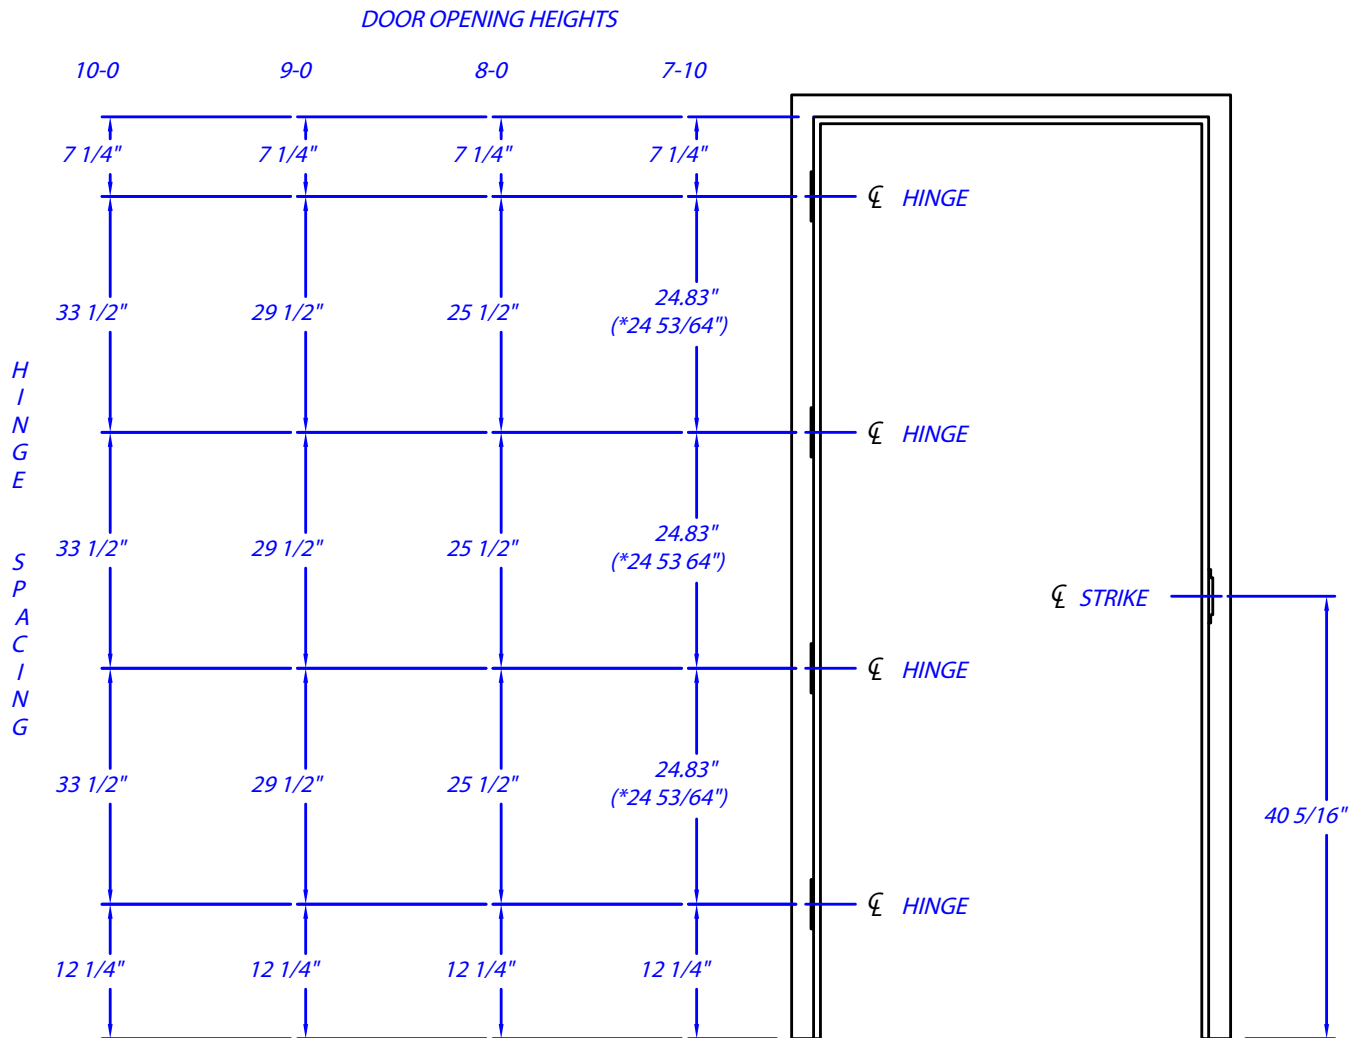 DOOR OPENING HEIGHTS
10-0 9-0 8-0 7-10
7 1/4" 7 1/4" 7 1/4" 7 1/4"
℄ HINGE
33 1/2" 29 1/2" 25 1/2" 24.83"
(*24 53/64")
HINGE
SPACING
℄ HINGE
33 1/2" 29 1/2" 25 1/2" 24.83"
(*24 53 64")
℄ STRIKE
℄ HINGE
33 1/2" 29 1/2" 25 1/2" 24.83"
(*24 53/64")
40 5/16"
℄ HINGE
12 1/4" 12 1/4" 12 1/4" 12 1/4"